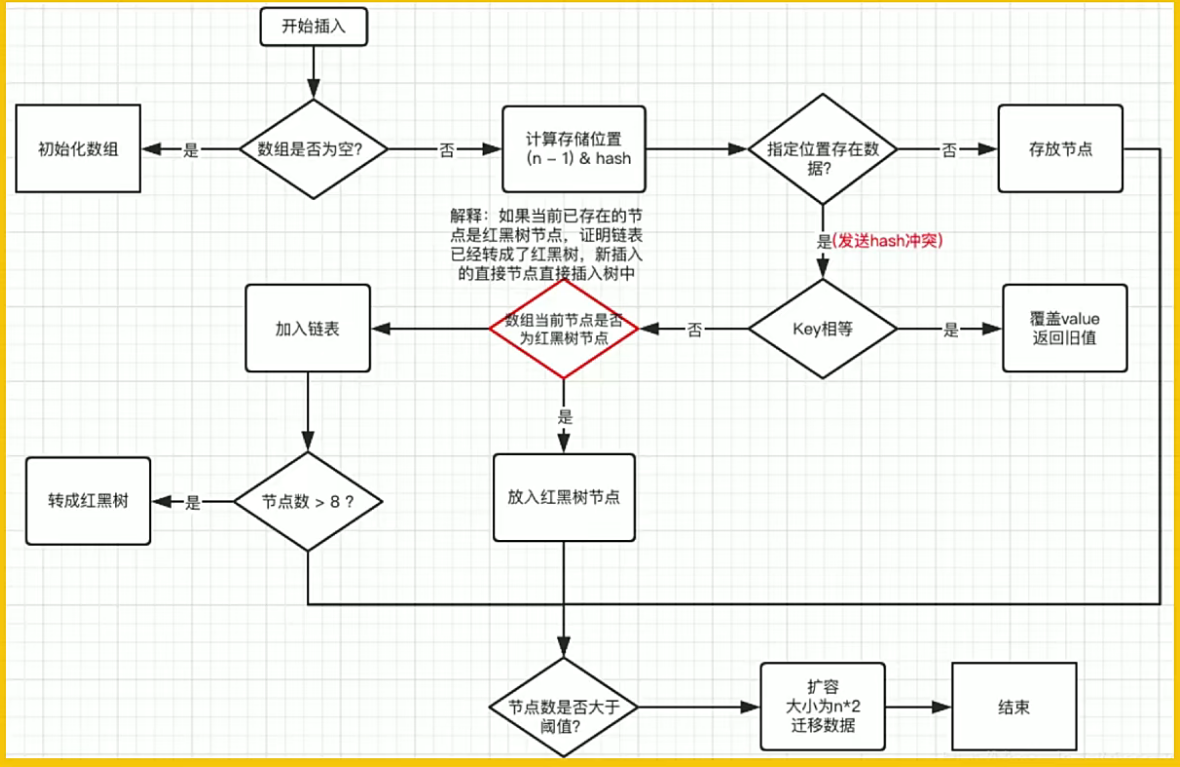 开始插入
初始化数组
是
数组是否为空?
否
计算存储位置
(n - 1) & hash
指定位置存在数
据?
否
存放节点
解释：如果当前已存在的节
点是红黑树节点，证明链表
已经转成了红黑树，新插入
的直接节点直接插入树中
是(发送hash冲突)
加入链表
数组当前节点是否
为红黑树节点
否
Key相等
是
覆盖value
返回旧值
是
转成红黑树
是
节点数 > 8 ?
放入红黑树节点
节点数是否大于
阈值?
扩容
大小为n*2
迁移数据
结束